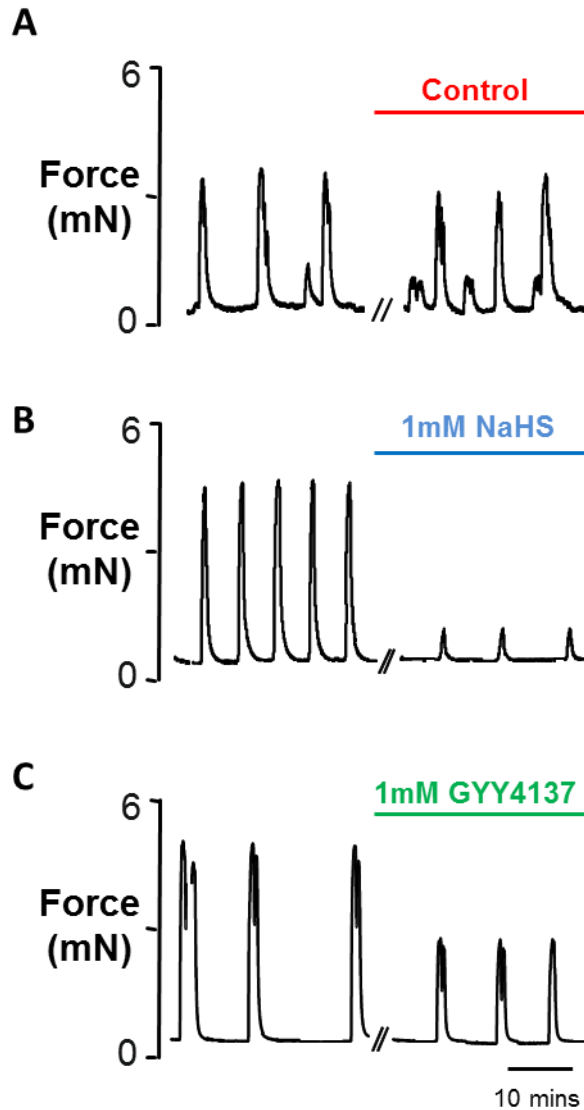 A
6
Control
Force
(mN)
0
//
B
6
1mM NaHS
Force
(mN)
0
//
C
6
1mM GYY4137
Force
(mN)
0
//
10 mins